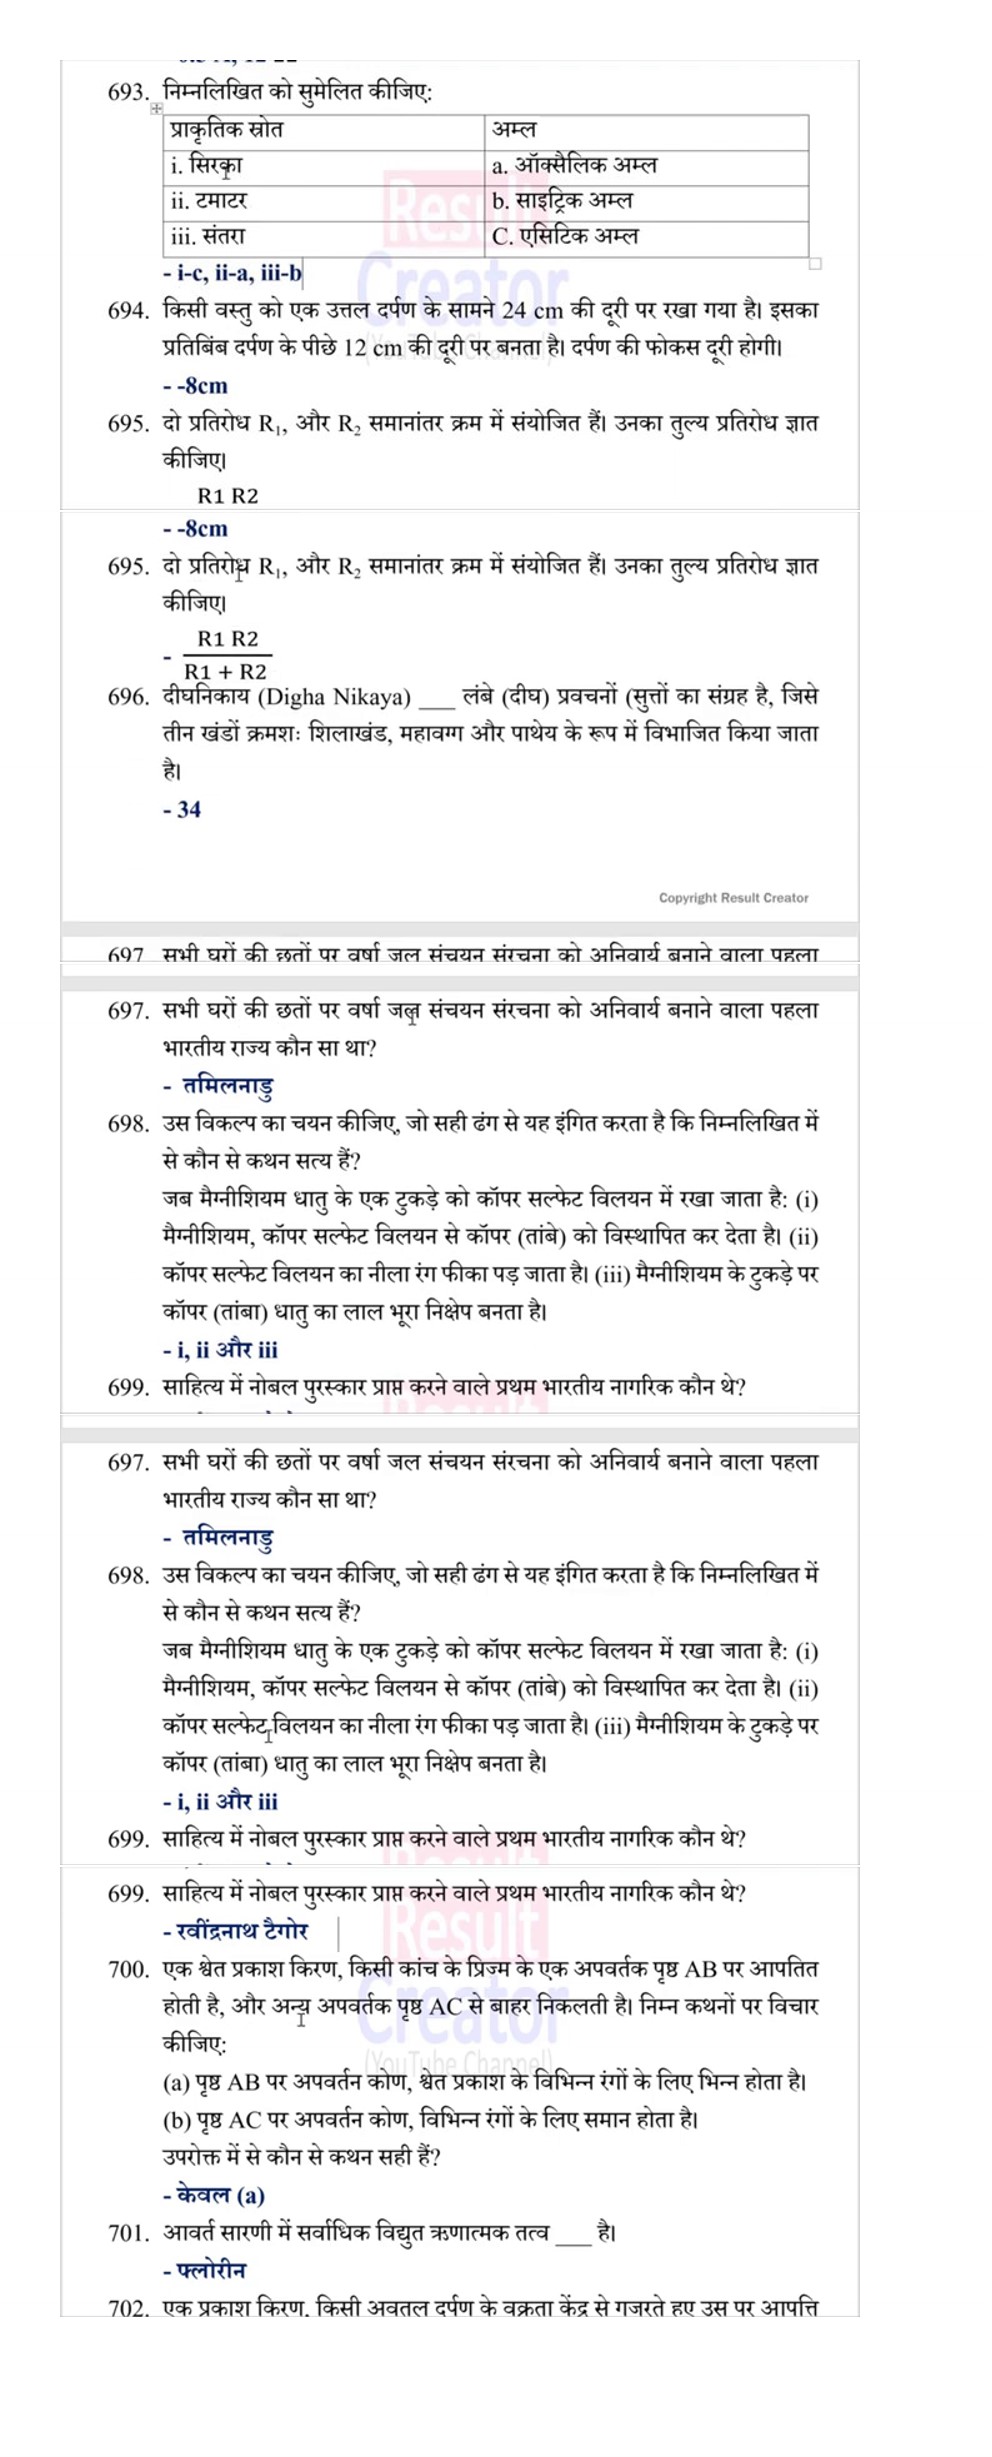 693. निम्नलिखित को सुमेलित कीजिए:
प्राकृतिक स्रोत अम्ल
i. सिरका a. ऑक्सैलिक अम्ल
ii. टमाटर b. साइट्रिक अम्ल
iii. संतरा C. एसिटिक अम्ल
- i-c, ii-a, iii-b
694. किसी वस्तु को एक उत्तल दर्पण के सामने 24 cm की दूरी पर रखा गया है। इसका
प्रतिबिंब दर्पण के पीछे 12 cm की दूरी पर बनता है। दर्पण की फोकस दूरी होगी।
- -8cm
695. दो प्रतिरोध R₁, और R₂ समानांतर क्रम में संयोजित हैं। उनका तुल्य प्रतिरोध ज्ञात
कीजिए।
R1 R2
- -8cm
695. दो प्रतिरोध R₁, और R₂ समानांतर क्रम में संयोजित हैं। उनका तुल्य प्रतिरोध ज्ञात
कीजिए।
R1 R2
-
R1 + R2
696. दीघनिकाय (Digha Nikaya) ___ लंबे (दीघ) प्रवचनों (सुत्तों का संग्रह है, जिसे
तीन खंडों क्रमशः शिलाखंड, महावग्ग और पाथेय के रूप में विभाजित किया जाता
है।
- 34
Copyright Result Creator
697. सभी घरों की छतों पर वर्षा जल संचयन संरचना को अनिवार्य बनाने वाला पहला
697. सभी घरों की छतों पर वर्षा जल संचयन संरचना को अनिवार्य बनाने वाला पहला
भारतीय राज्य कौन सा था?
- तमिलनाडु
698. उस विकल्प का चयन कीजिए, जो सही ढंग से यह इंगित करता है कि निम्नलिखित में
से कौन से कथन सत्य हैं?
जब मैग्नीशियम धातु के एक टुकड़े को कॉपर सल्फेट विलयन में रखा जाता है: (i)
मैग्नीशियम, कॉपर सल्फेट विलयन से कॉपर (तांबे) को विस्थापित कर देता है। (ii)
कॉपर सल्फेट विलयन का नीला रंग फीका पड़ जाता है। (iii) मैग्नीशियम के टुकड़े पर
कॉपर (तांबा) धातु का लाल भूरा निक्षेप बनता है।
- i, ii और iii
699. साहित्य में नोबल पुरस्कार प्राप्त करने वाले प्रथम भारतीय नागरिक कौन थे?
697. सभी घरों की छतों पर वर्षा जल संचयन संरचना को अनिवार्य बनाने वाला पहला
भारतीय राज्य कौन सा था?
- तमिलनाडु
698. उस विकल्प का चयन कीजिए, जो सही ढंग से यह इंगित करता है कि निम्नलिखित में
से कौन से कथन सत्य हैं?
जब मैग्नीशियम धातु के एक टुकड़े को कॉपर सल्फेट विलयन में रखा जाता है: (i)
मैग्नीशियम, कॉपर सल्फेट विलयन से कॉपर (तांबे) को विस्थापित कर देता है। (ii)
कॉपर सल्फेट विलयन का नीला रंग फीका पड़ जाता है। (iii) मैग्नीशियम के टुकड़े पर
कॉपर (तांबा) धातु का लाल भूरा निक्षेप बनता है।
- i, ii और iii
699. साहित्य में नोबल पुरस्कार प्राप्त करने वाले प्रथम भारतीय नागरिक कौन थे?
699. साहित्य में नोबल पुरस्कार प्राप्त करने वाले प्रथम भारतीय नागरिक कौन थे?
- रवींद्रनाथ टैगोर
700. एक श्वेत प्रकाश किरण, किसी कांच के प्रिज्म के एक अपवर्तक पृष्ठ AB पर आपतित
होती है, और अन्य अपवर्तक पृष्ठ AC से बाहर निकलती है। निम्न कथनों पर विचार
कीजिए:
(a) पृष्ठ AB पर अपवर्तन कोण, श्वेत प्रकाश के विभिन्न रंगों के लिए भिन्न होता है।
(b) पृष्ठ AC पर अपवर्तन कोण, विभिन्न रंगों के लिए समान होता है।
उपरोक्त में से कौन से कथन सही हैं?
- केवल (a)
701. आवर्त सारणी में सर्वाधिक विद्युत ऋणात्मक तत्व ___ है।
- फ्लोरीन
702. एक प्रकाश किरण, किसी अवतल दर्पण के वक्रता केंद्र से गुजरते हुए उस पर आपत्ति
Result
Creator
(YouTube Channel)